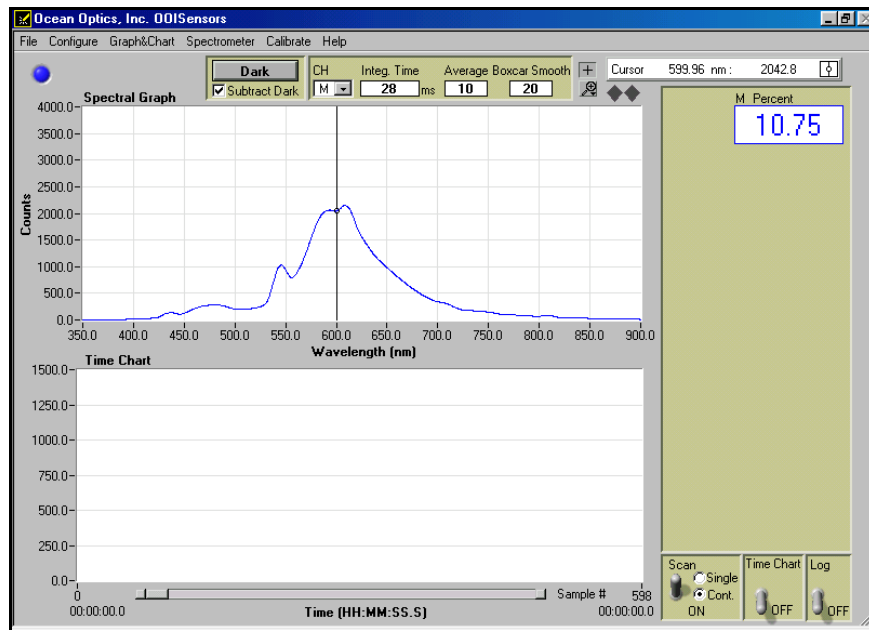 Ocean Optics, Inc. OOISensors
File Configure Graph&Chart Spectrometer Calibrate Help
Dark
Subtract Dark
CH Integ. Time Average Boxcar Smooth
M 28 ms 10 20
Cursor 599.96 nm : 2042.8
Spectral Graph
4000.0
3500.0
3000.0
2500.0
2000.0
1500.0
1000.0
500.0
0.0
Counts
350.0 400.0 450.0 500.0 550.0 600.0 650.0 700.0 750.0 800.0 850.0 900.0
Wavelength (nm)
M Percent
10.75
Time Chart
1500.0
1250.0
1000.0
750.0
500.0
250.0
0.0
0 Sample # 598
00:00:00.0 Time (HH:MM:SS.S) 00:00:00.0
Scan
Single
Cont.
ON
Time Chart
OFF
Log
OFF